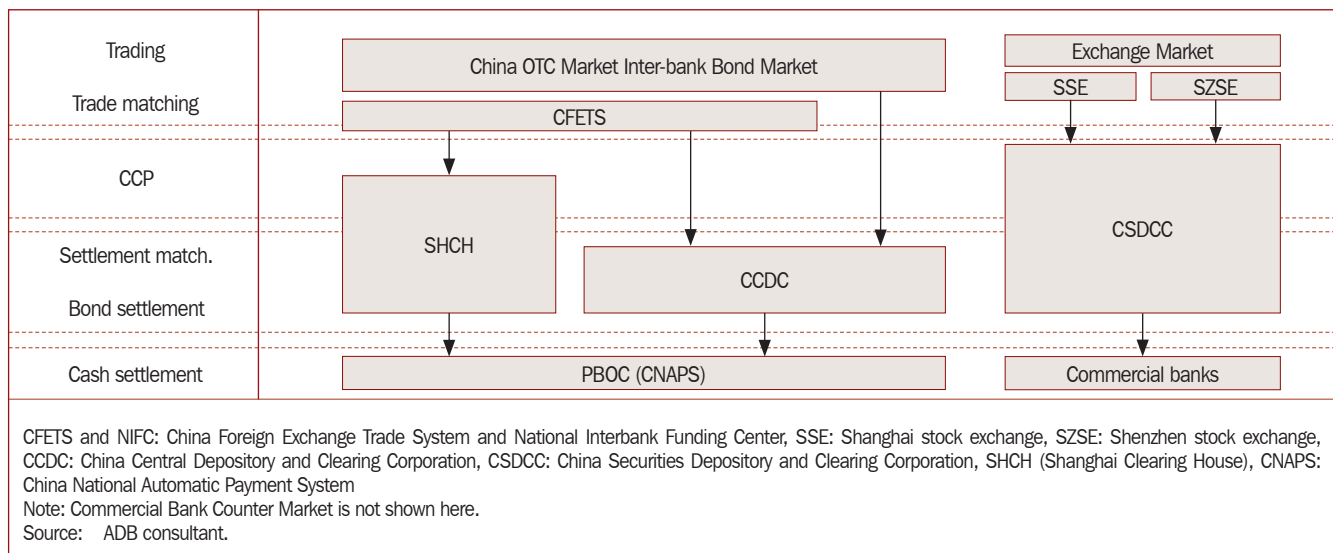 Trading
China OTC Market Inter-bank Bond Market
Exchange Market
SSE
SZSE
Trade matching
CFETS
CCP
SHCH
CSDCC
Settlement match.
CCDC
Bond settlement
Cash settlement
PBOC (CNAPS)
Commercial banks
CFETS and NIFC: China Foreign Exchange Trade System and National Interbank Funding Center, SSE: Shanghai stock exchange, SZSE: Shenzhen stock exchange,
CCDC: China Central Depository and Clearing Corporation, CSDCC: China Securities Depository and Clearing Corporation, SHCH (Shanghai Clearing House), CNAPS:
China National Automatic Payment System
Note: Commercial Bank Counter Market is not shown here.
Source: ADB consultant.